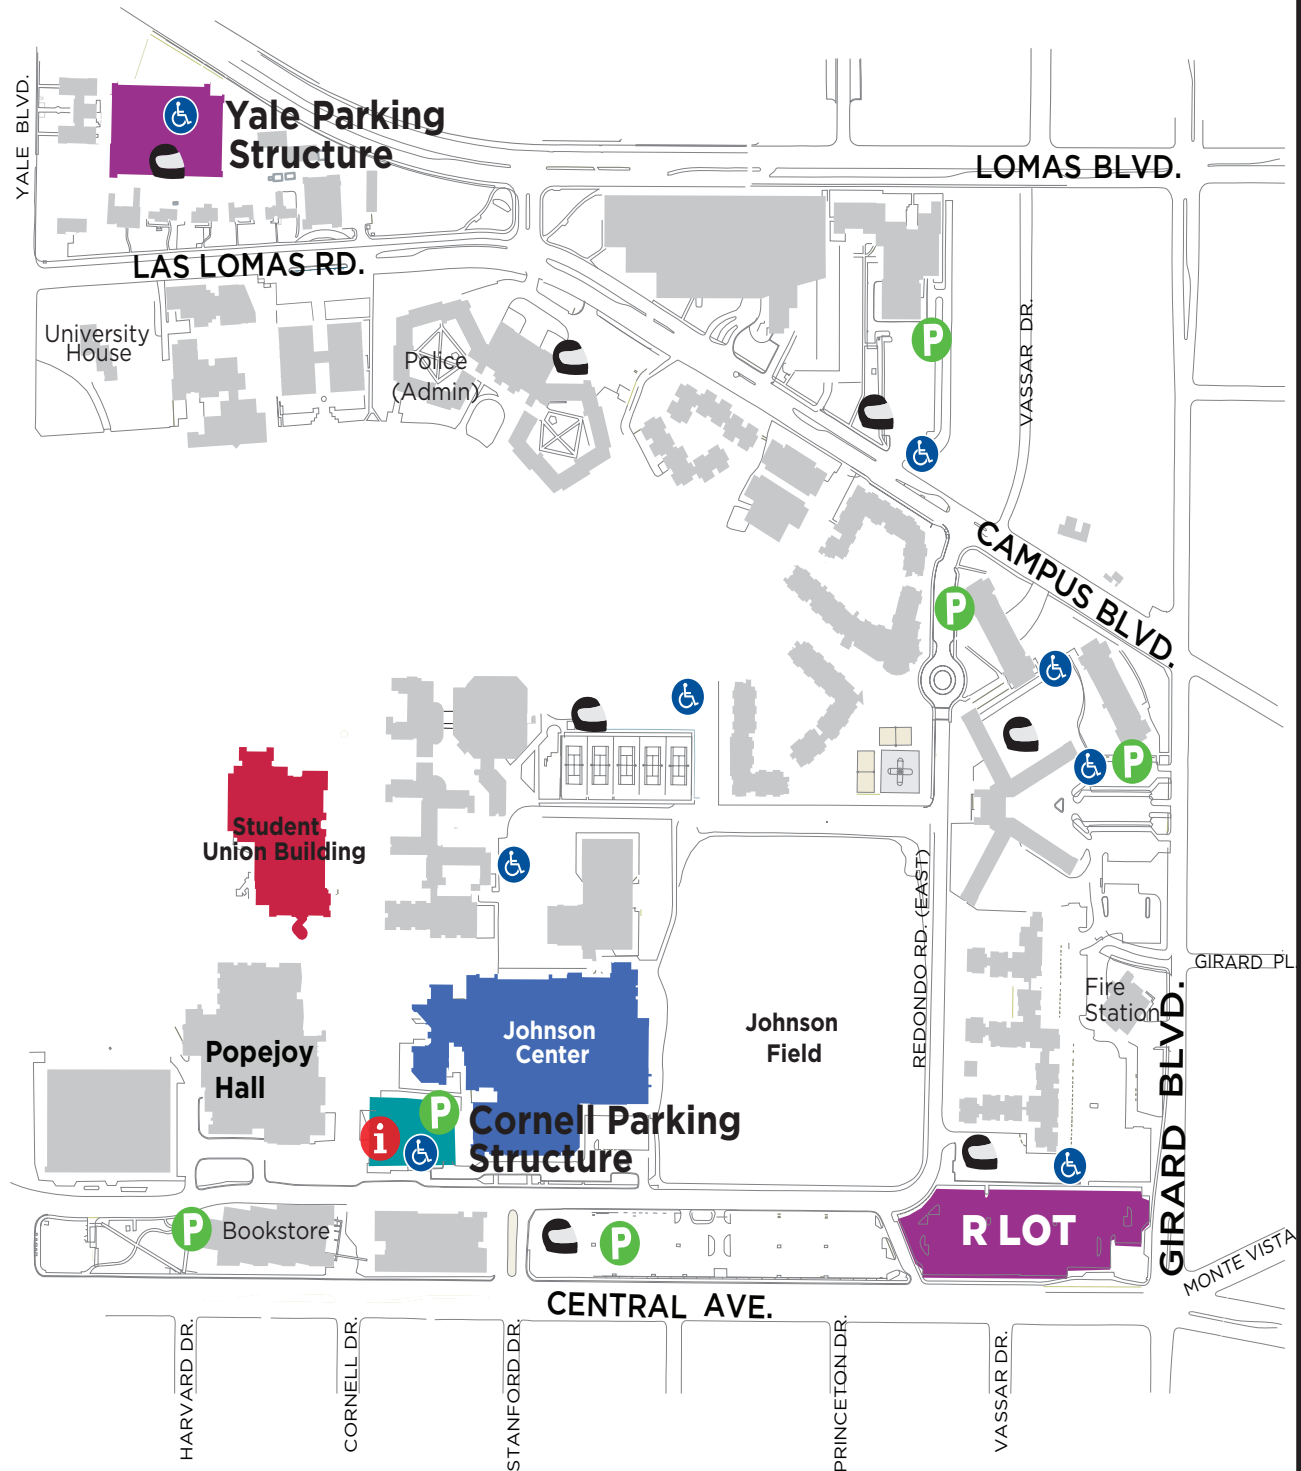 YALE BLVD.
Yale Parking
Structure
LOMAS BLVD.
LAS LOMAS RD.
University
House
Police
(Admin)
P
VASSAR DR.
CAMPUS BLVD.
P
P
Student
Union Building
REDONDO RD. (EAST)
GIRARD PL.
Fire
Station
GIRARD BLVD.
Johnson
Center
Johnson
Field
Popejoy
Hall
P
i
Cornell Parking
Structure
P
Bookstore
P
R LOT
MONTE VISTA
CENTRAL AVE.
HARVARD DR.
CORNELL DR.
STANFORD DR.
PRINCETON DR.
VASSAR DR.